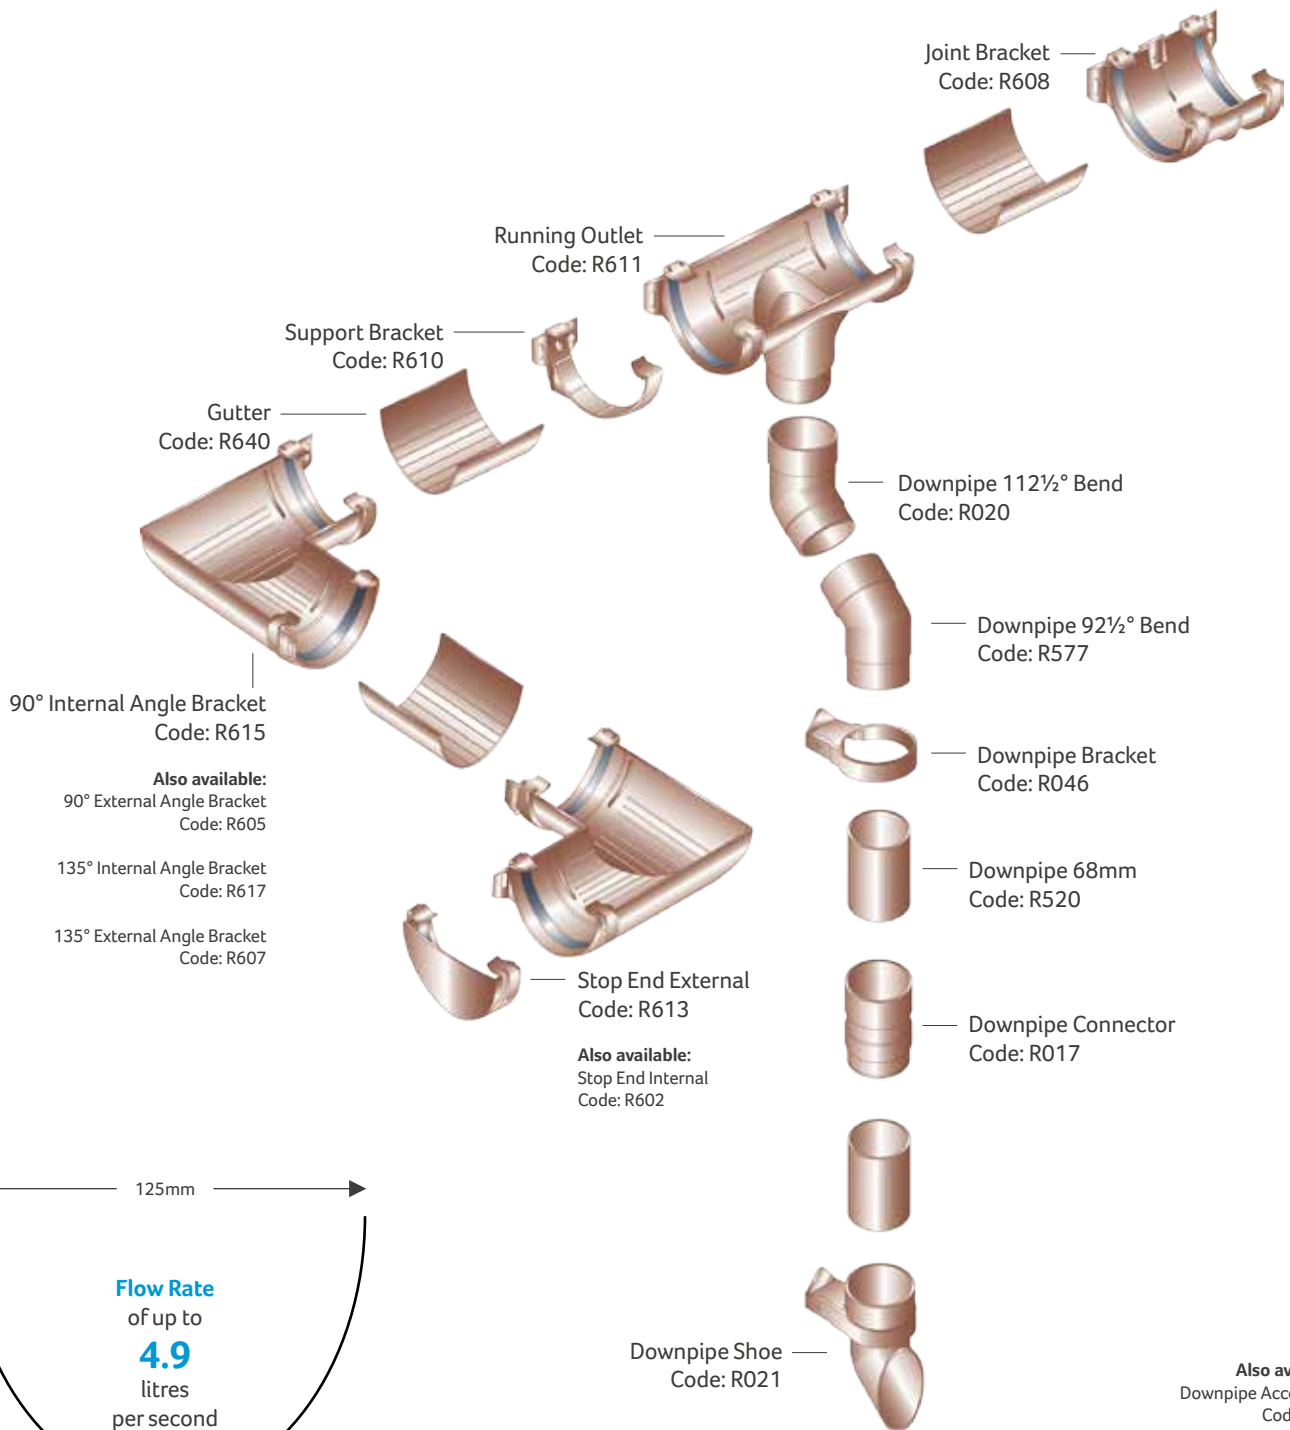 Joint Bracket
Code: R608
Running Outlet
Code: R611
Support Bracket
Code: R610
Gutter
Code: R640
Downpipe 112½° Bend
Code: R020
Downpipe 92½° Bend
Code: R577
90° Internal Angle Bracket
Code: R615
Also available:
90° External Angle Bracket
Code: R605
135° Internal Angle Bracket
Code: R617
135° External Angle Bracket
Code: R607
Downpipe Bracket
Code: R046
Downpipe 68mm
Code: R520
Stop End External
Code: R613
Also available:
Stop End Internal
Code: R602
Downpipe Connector
Code: R017
125mm
Flow Rate
of up to
4.9
litres
per second
Downpipe Shoe
Code: R021
Also
Downpipe